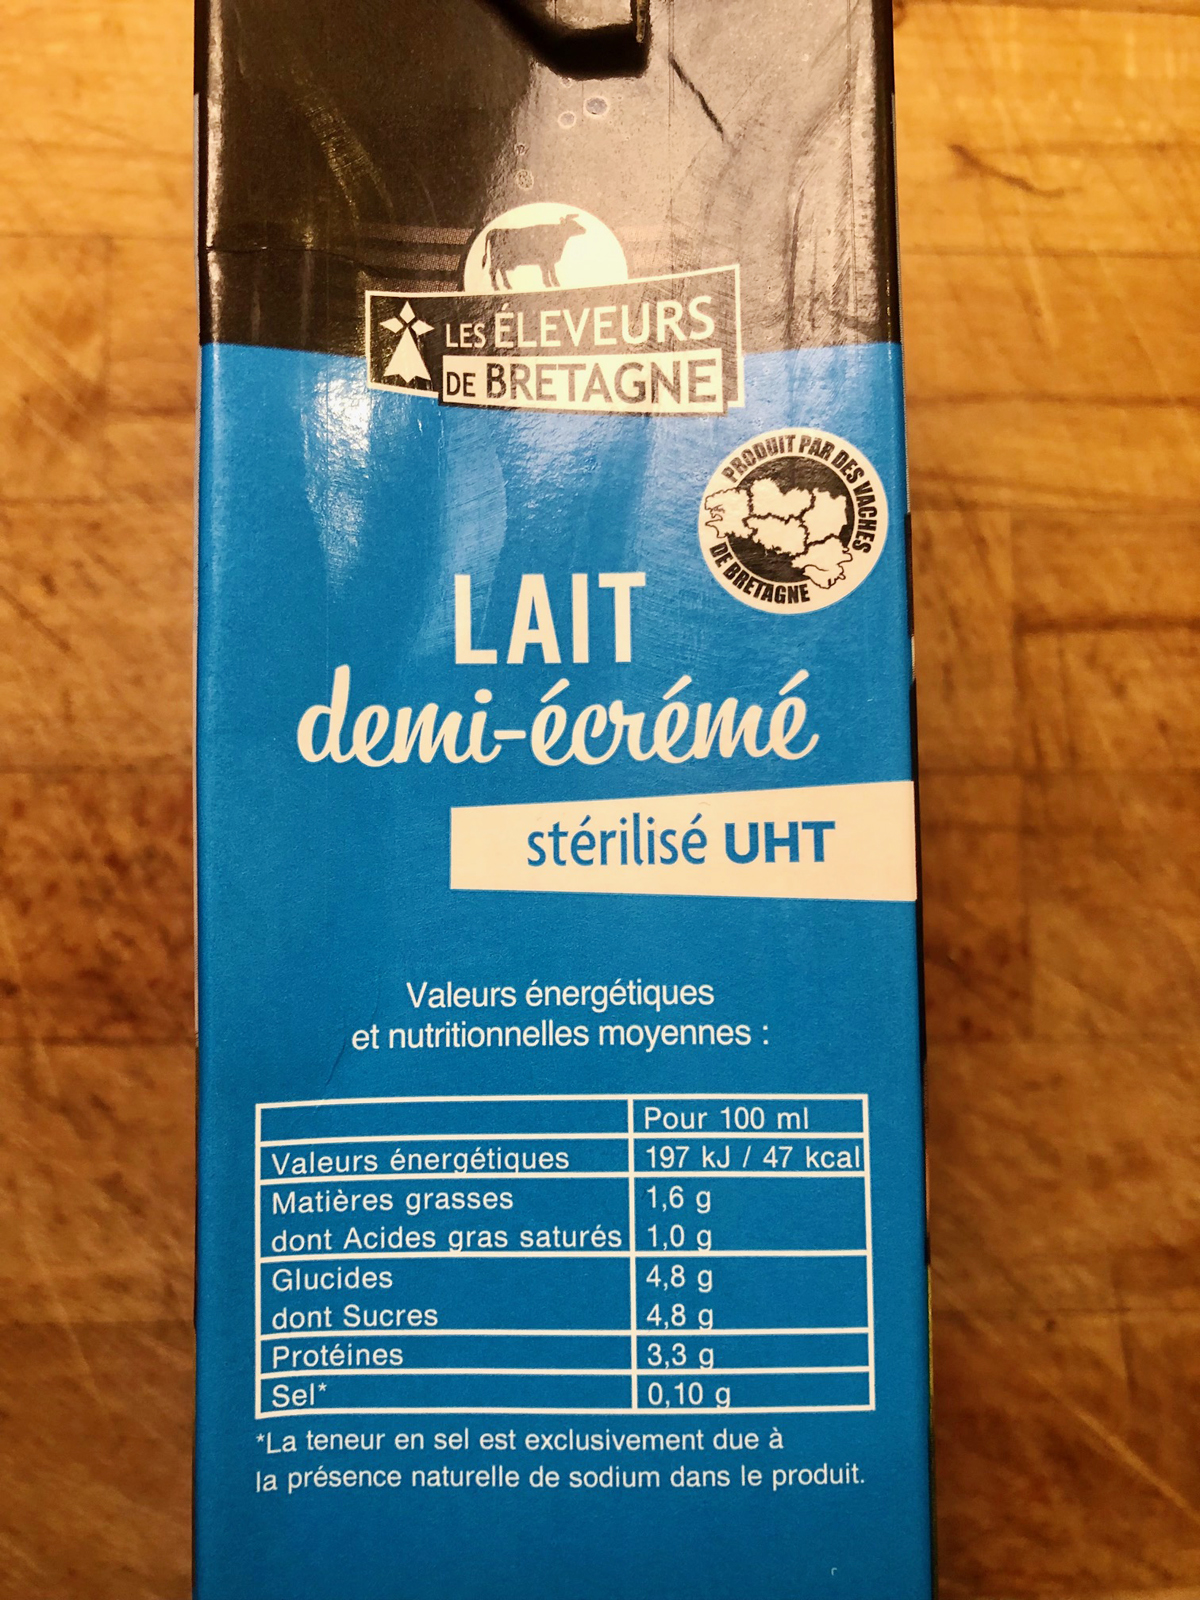 LES ÉLEVEURS
DE BRETAGNE
PRODUIT PAR DES VACHES
DE BRETAGNE
LAIT
demi-écrémé
stérilisé UHT
Valeurs énergétiques
et nutritionnelles moyennes :
Pour 100 ml
Valeurs énergétiques 197 kJ / 47 kcal
Matières grasses 1,6 g
dont Acides gras saturés 1,0 g
Glucides 4,8 g
dont Sucres 4,8 g
Protéines 3,3 g
Sel* 0,10 g
*La teneur en sel est exclusivement due à
la présence naturelle de sodium dans le produit.